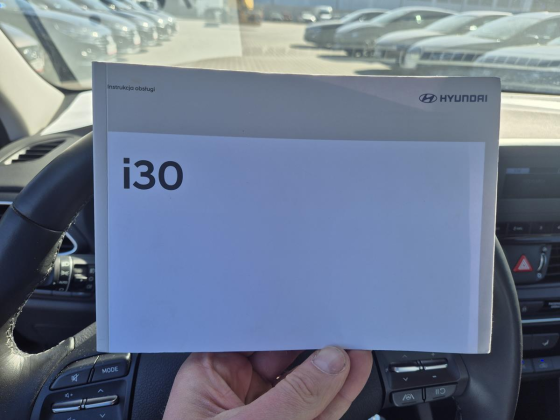 Instrukcja obsługi
HYUNDAI
i30
MODE